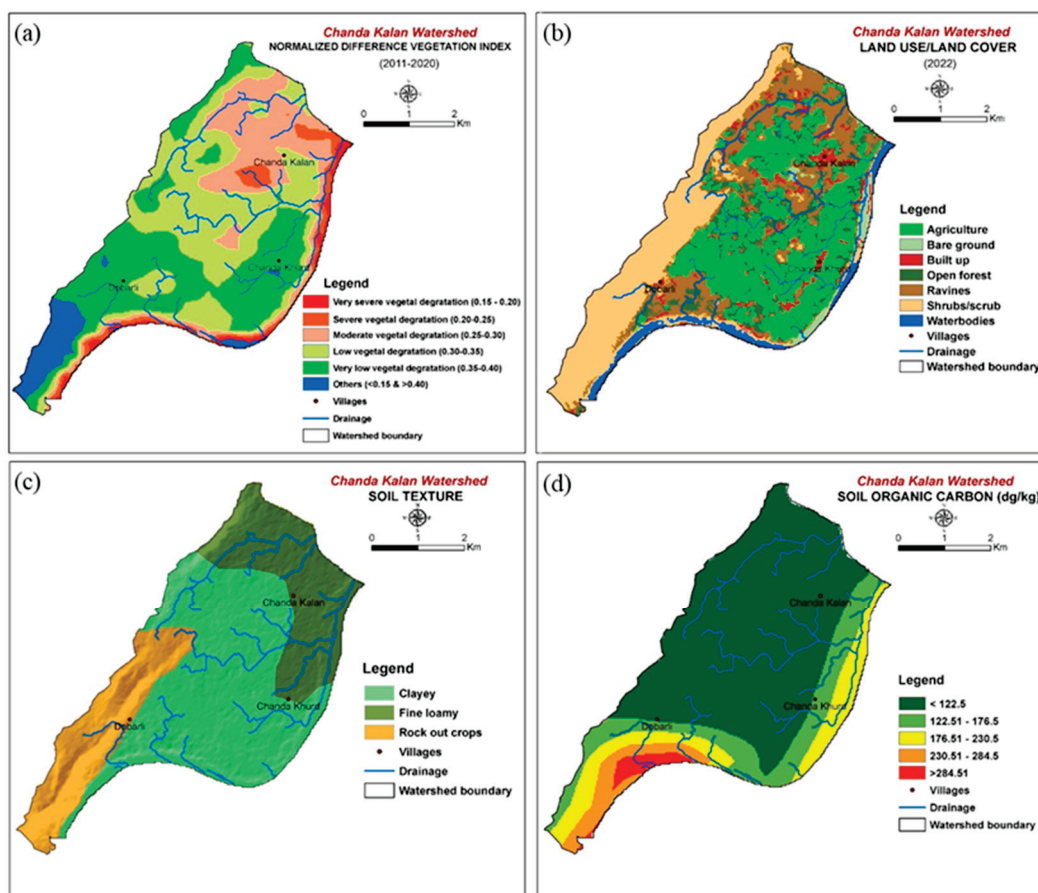 (a)
Chanda Kalan Watershed
NORMALIZED DIFFERENCE VEGETATION INDEX
(2011-2020)
0 1 2
Km
Chanda Kalan
Chanda Khurd
Dobarli
Legend
Very severe vegetal degratation (0.15 - 0.20)
Severe vegetal degratation (0.20-0.25)
Moderate vegetal degratation (0.25-0.30)
Low vegetal degratation (0.30-0.35)
Very low vegetal degratation (0.35-0.40)
Others (<0.15 & >0.40)
Villages
Drainage
Watershed boundary
(b)
Chanda Kalan Watershed
LAND USE/LAND COVER
(2022)
0 1 2
Km
Chanda Kalan
Chanda Khurd
Dobarli
Legend
Agriculture
Bare ground
Built up
Open forest
Ravines
Shrubs/scrub
Waterbodies
Villages
Drainage
Watershed boundary
(c)
Chanda Kalan Watershed
SOIL TEXTURE
0 1 2
Km
Chanda Kalan
Chanda Khurd
Dobarli
Legend
Clayey
Fine loamy
Rock out crops
Villages
Drainage
Watershed boundary
(d)
Chanda Kalan Watershed
SOIL ORGANIC CARBON (dg/kg)
0 1 2
Km
Chanda Kalan
Chanda Khurd
Dobarli
Legend
< 122.5
122.51 - 176.5
176.51 - 230.5
230.51 - 284.5
>284.51
Villages
Drainage
Watershed boundary